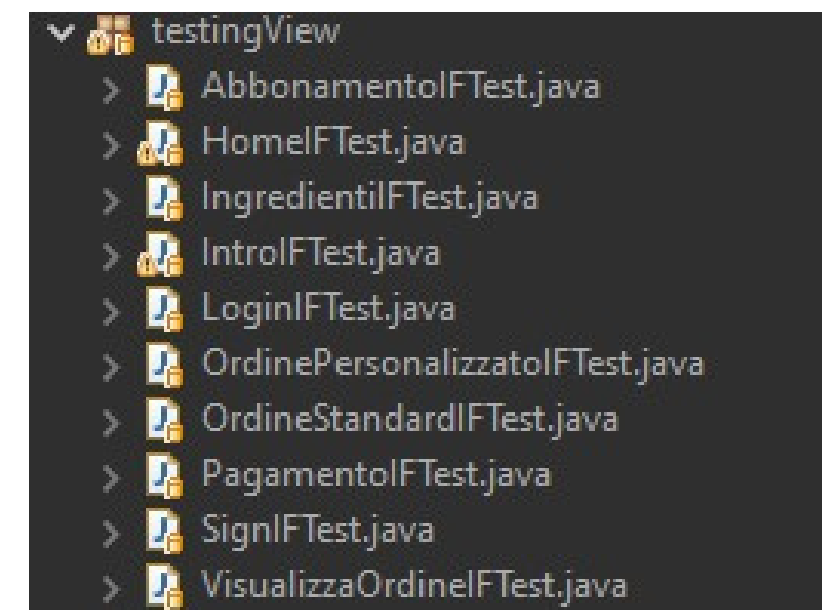 testingView
AbbonamentoIFTest.java
HomeIFTest.java
IngredientiIFTest.java
IntroIFTest.java
LoginIFTest.java
OrdinePersonalizzatoIFTest.java
OrdineStandardIFTest.java
PagamentoIFTest.java
SignIFTest.java
VisualizzaOrdineIFTest.java